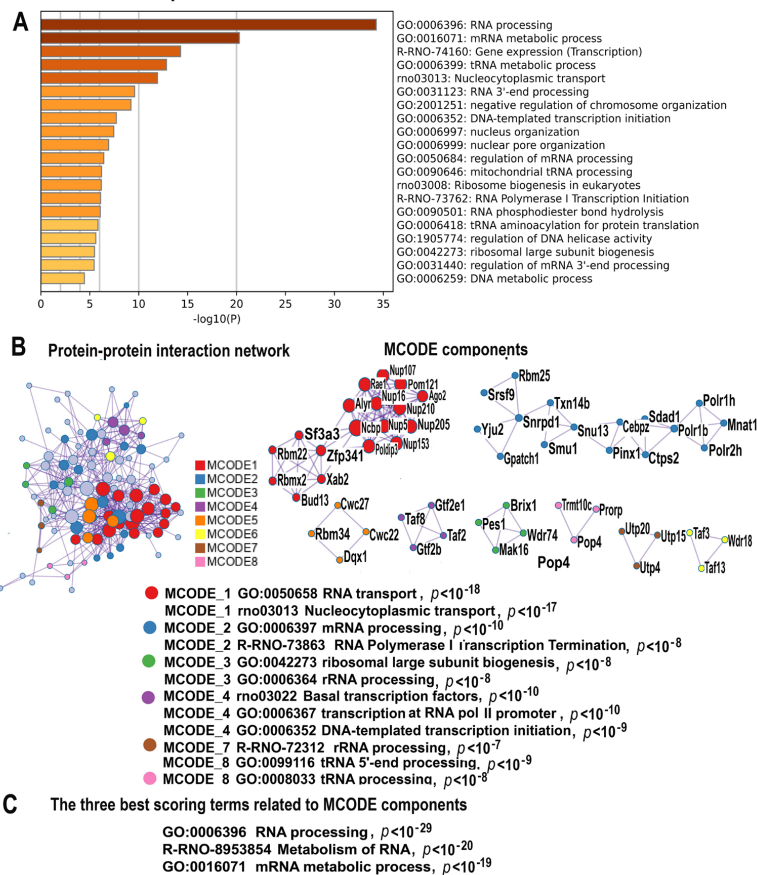 A
GO:0006396: RNA processing
GO:0016071: mRNA metabolic process
R-RNO-74160: Gene expression (Transcription)
GO:0006399: tRNA metabolic process
rno03013: Nucleocytoplasmic transport
GO:0031123: RNA 3'-end processing
GO:2001251: negative regulation of chromosome organization
GO:0006352: DNA-templated transcription initiation
GO:0006997: nucleus organization
GO:0006999: nuclear pore organization
GO:0050684: regulation of mRNA processing
GO:0090646: mitochondrial tRNA processing
rno03008: Ribosome biogenesis in eukaryotes
R-RNO-73762: RNA Polymerase I Transcription Initiation
GO:0090501: RNA phosphodiester bond hydrolysis
GO:0006418: tRNA aminoacylation for protein translation
GO:1905774: regulation of DNA helicase activity
GO:0042273: ribosomal large subunit biogenesis
GO:0031440: regulation of mRNA 3'-end processing
GO:0006259: DNA metabolic process
0 5 10 15 20 25 30 35
-log10(P)
B Protein-protein interaction network MCODE components
MCODE1
MCODE2
MCODE3
MCODE4
MCODE5
MCODE6
MCODE7
MCODE8
Nup107
Rae1 Pom121
Nup16 Ago2
Alyr Nup210
Ncbp Nup5 Nup205
Poldip3 Nup153
Sf3a3
Rbm22 Zfp341
Rbmx2 Xab2
Bud13
Rbm25
Srsf9 Txn14b
Yju2 Snrpd1 Snu13
Gpatch1 Smu1
Cebpz Sdad1 Polr1h
Polr1b Mnat1
Pinx1 Ctps2 Polr2h
Cwc27
Rbm34 Cwc22
Dqx1
Gtf2e1
Taf8 Taf2
Gtf2b
Brix1
Pes1 Wdr74
Mak16
Trmt10c Prorp
Pop4
Pop4
Utp20 Utp15
Utp4
Taf3 Wdr18
Taf13
MCODE_1 GO:0050658 RNA transport, p<10-18
MCODE_1 rno03013 Nucleocytoplasmic transport, p<10-17
MCODE_2 GO:0006397 mRNA processing, p<10-10
MCODE_2 R-RNO-73863 RNA Polymerase I Transcription Termination, p<10-8
MCODE_3 GO:0042273 ribosomal large subunit biogenesis, p<10-8
MCODE_3 GO:0006364 rRNA processing, p<10-8
MCODE_4 rno03022 Basal transcription factors, p<10-10
MCODE_4 GO:0006367 transcription at RNA pol II promoter, p<10-10
MCODE_4 GO:0006352 DNA-templated transcription initiation, p<10-9
MCODE_7 R-RNO-72312 rRNA processing, p<10-7
MCODE_8 GO:0099116 tRNA 5'-end processing, p<10-9
MCODE_8 GO:0008033 tRNA processing, p<10-8
C The three best scoring terms related to MCODE components
GO:0006396 RNA processing, p<10-29
R-RNO-8953854 Metabolism of RNA, p<10-20
GO:0016071 mRNA metabolic process, p<10-19